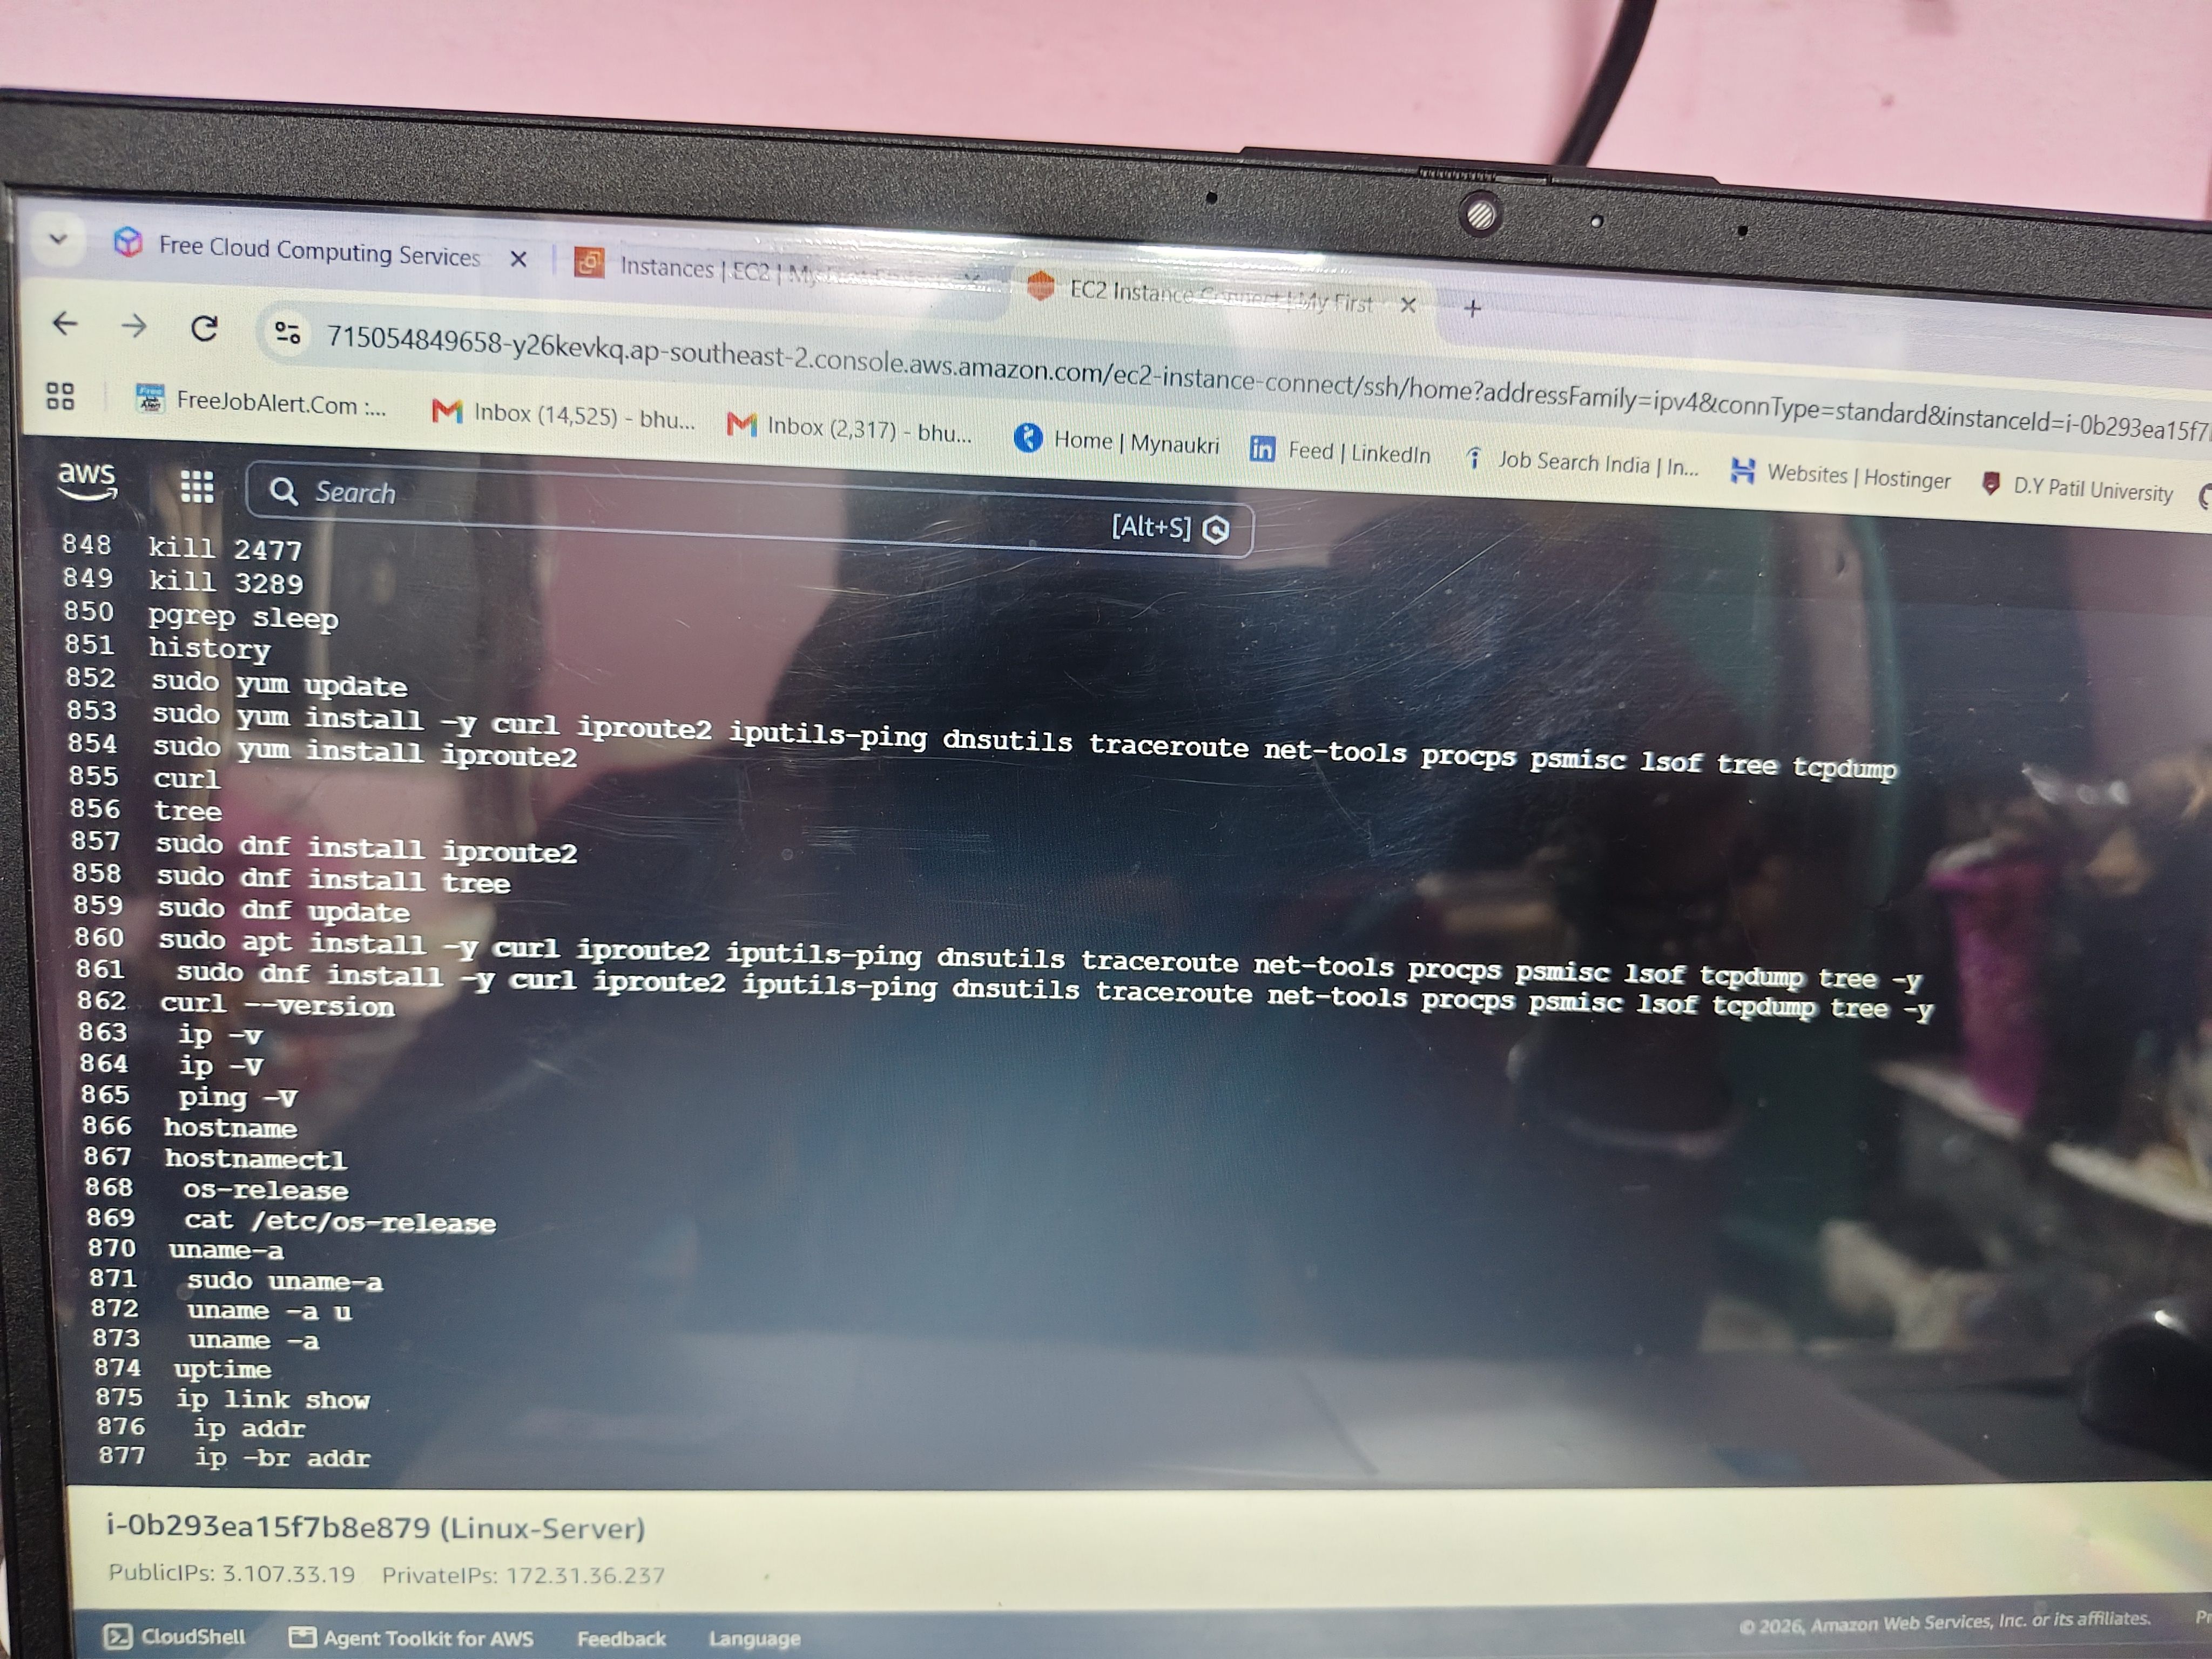 Free Cloud Computing Services
Instances | EC2 |
EC2 Instance Connect | My First
715054849658-y26kevkq.ap-southeast-2.console.aws.amazon.com/ec2-instance-connect/ssh/home?addressFamily=ipv4&connType=standard&instanceId=i-0b293ea15f7
FreeJobAlert.Com :...
Inbox (14,525) - bhu...
Inbox (2,317) - bhu...
Home | Mynaukri
Feed | LinkedIn
Job Search India | In...
Websites | Hostinger
D.Y Patil University
aws
Search
[Alt+S]
848 kill 2477
849 kill 3289
850 pgrep sleep
851 history
852 sudo yum update
853 sudo yum install -y curl iproute2 iputils-ping dnsutils traceroute net-tools procps psmisc lsof tree tcpdump
854 sudo yum install iproute2
855 curl
856 tree
857 sudo dnf install iproute2
858 sudo dnf install tree
859 sudo dnf update
860 sudo apt install -y curl iproute2 iputils-ping dnsutils traceroute net-tools procps psmisc lsof tcpdump tree -y
861 sudo dnf install -y curl iproute2 iputils-ping dnsutils traceroute net-tools procps psmisc lsof tcpdump tree -y
862 curl --version
863 ip -v
864 ip -V
865 ping -V
866 hostname
867 hostnamectl
868 os-release
869 cat /etc/os-release
870 uname-a
871 sudo uname-a
872 uname -a u
873 uname -a
874 uptime
875 ip link show
876 ip addr
877 ip -br addr
i-0b293ea15f7b8e879 (Linux-Server)
PublicIPs: 3.107.33.19 PrivateIPs: 172.31.36.237
CloudShell
Agent Toolkit for AWS
Feedback
Language
© 2026, Amazon Web Services, Inc. or its affiliates.